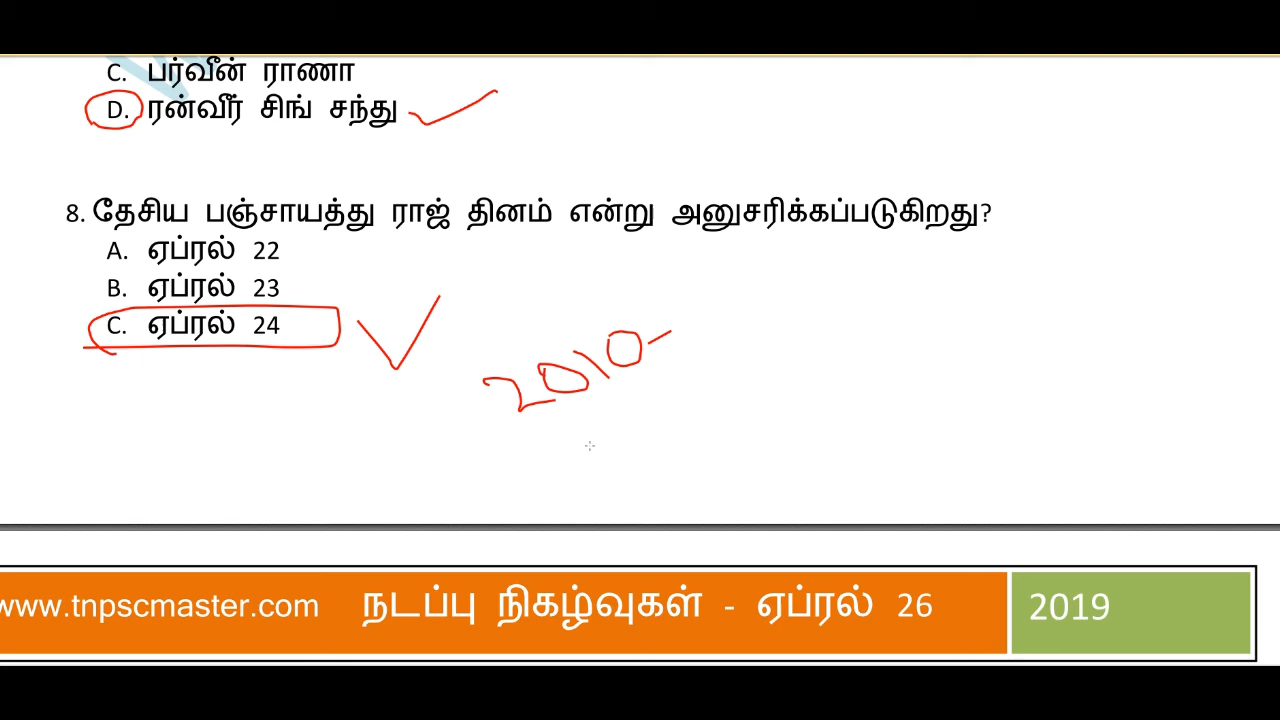 C. பர்வீன் ராணா
D. ரன்வீர் சிங் சந்து
8. தேசிய பஞ்சாயத்து ராஜ் தினம் என்று அனுசரிக்கப்படுகிறது?
A. ஏப்ரல் 22
B. ஏப்ரல் 23
C. ஏப்ரல் 24
2010-
www.tnpscmaster.com நடப்பு நிகழ்வுகள் - ஏப்ரல் 26 2019